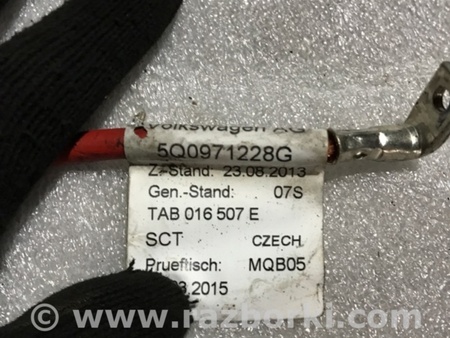 Volkswagen AG
5Q0971228G
Z.-Stand: 23.08.2013
Gen.-Stand: 07S
TAB 016 507 E
SCT CZECH
Prueftisch: MQB05
.2015
www.razborki.com